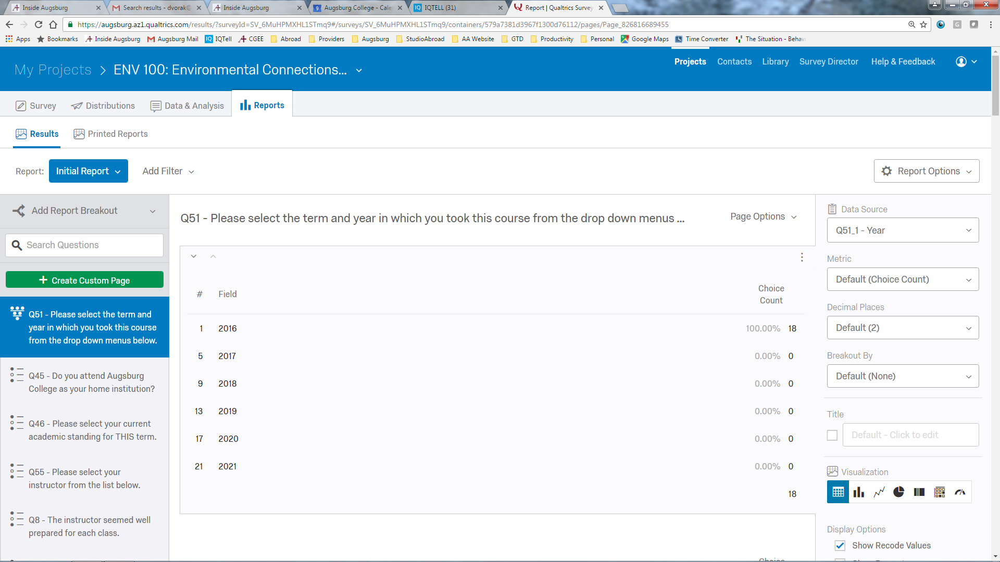 Inside Augsburg
Search results - dvorak@
Inside Augsburg
Augsburg College - Cale
IQTELL (31)
Report | Qualtrics Survey
https://augsburg.az1.qualtrics.com/results/?surveyId=SV_6MuHPMXHL1STmq9#/surveys/SV_6MuHPMXHL1STmq9/containers/579a7381d3967f1300d76112/pages/Page_826816689455
Apps Bookmarks Inside Augsburg Augsburg Mail IQTell CGEE Abroad Providers Augsburg StudioAbroad AA Website GTD Productivity Personal Google Maps Time Converter The Situation - Behavi
My Projects > ENV 100: Environmental Connections...
Projects Contacts Library Survey Director Help & Feedback
Survey Distributions Data & Analysis Reports
Results Printed Reports
Report: Initial Report Add Filter
Report Options
Add Report Breakout
Search Questions
+ Create Custom Page
Q51 - Please select the term and
year in which you took this course
from the drop down menus below.
Q45 - Do you attend Augsburg
College as your home institution?
Q46 - Please select your current
academic standing for THIS term.
Q55 - Please select your
instructor from the list below.
Q8 - The instructor seemed well
prepared for each class.
Q51 - Please select the term and year in which you took this course from the drop down menus ...
Page Options
# Field Choice
Count
1 2016 100.00% 18
5 2017 0.00% 0
9 2018 0.00% 0
13 2019 0.00% 0
17 2020 0.00% 0
21 2021 0.00% 0
18
Data Source
Q51_1 - Year
Metric
Default (Choice Count)
Decimal Places
Default (2)
Breakout By
Default (None)
Title
Default - Click to edit
Visualization
Display Options
Show Recode Values